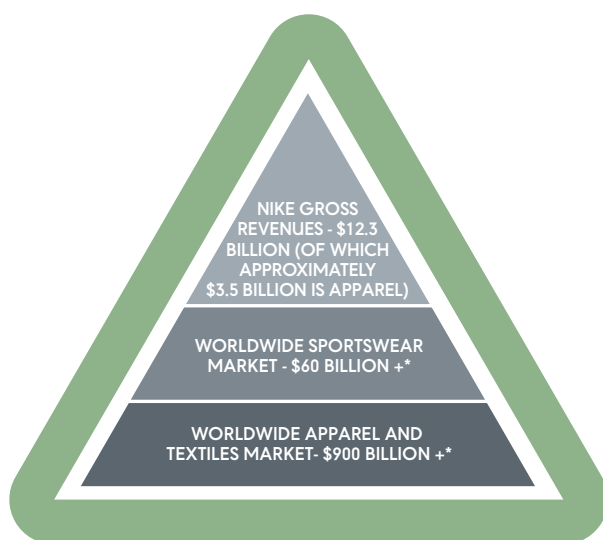 NIKE GROSS
REVENUES - $12.3
BILLION (OF WHICH
APPROXIMATELY
$3.5 BILLION IS APPAREL)
WORLDWIDE SPORTSWEAR
MARKET - $60 BILLION +*
WORLDWIDE APPAREL AND
TEXTILES MARKET- $900 BILLION +*